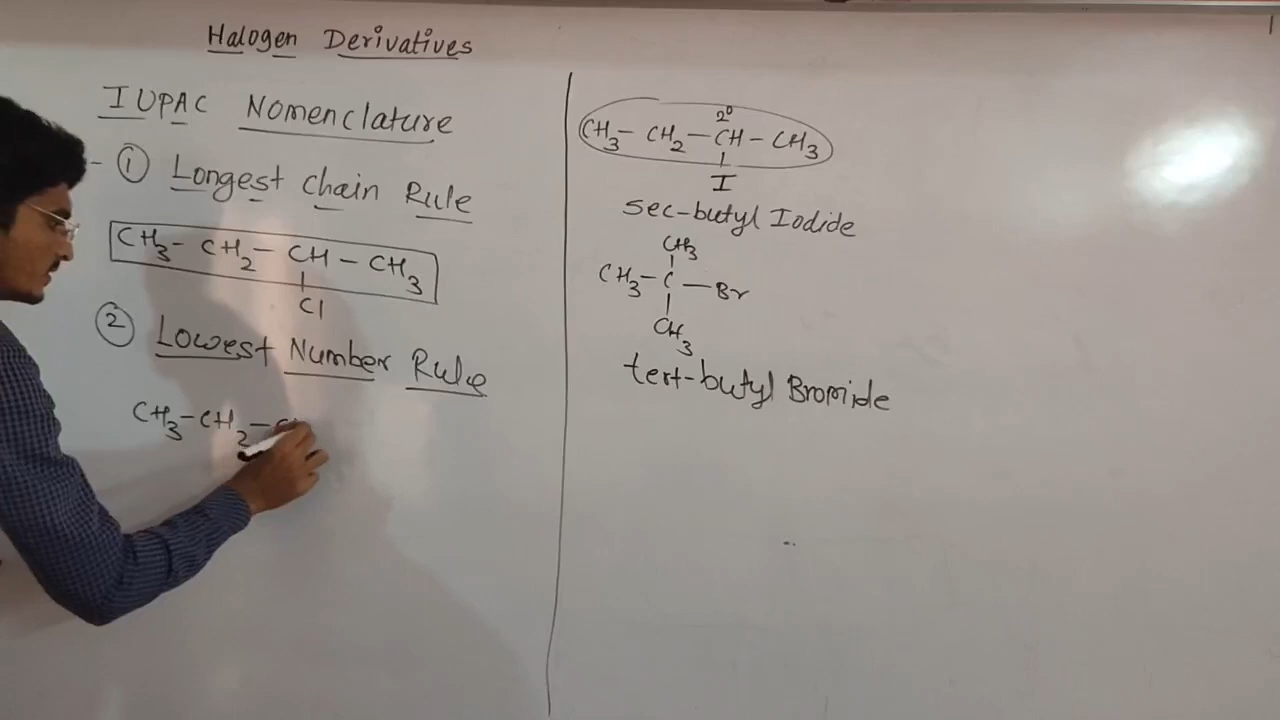 Halogen Derivatives
IUPAC Nomenclature
① Longest chain Rule
CH3- CH2- CH - CH3
Cl
② Lowest Number Rule
CH3-CH2-
2°
CH3- CH2-CH- CH3
I
sec-butyl Iodide
CH3
CH3- C - Br
CH3
tert-butyl Bromide